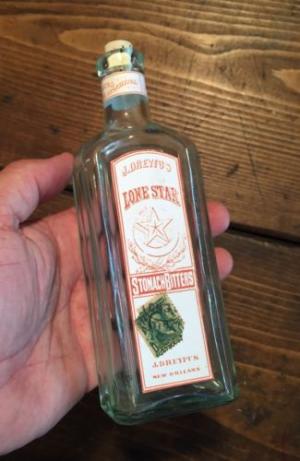 J. DREYFUS
LONE STAR
STOMACH BITTERS
J. DREYFUS
NEW ORLEANS